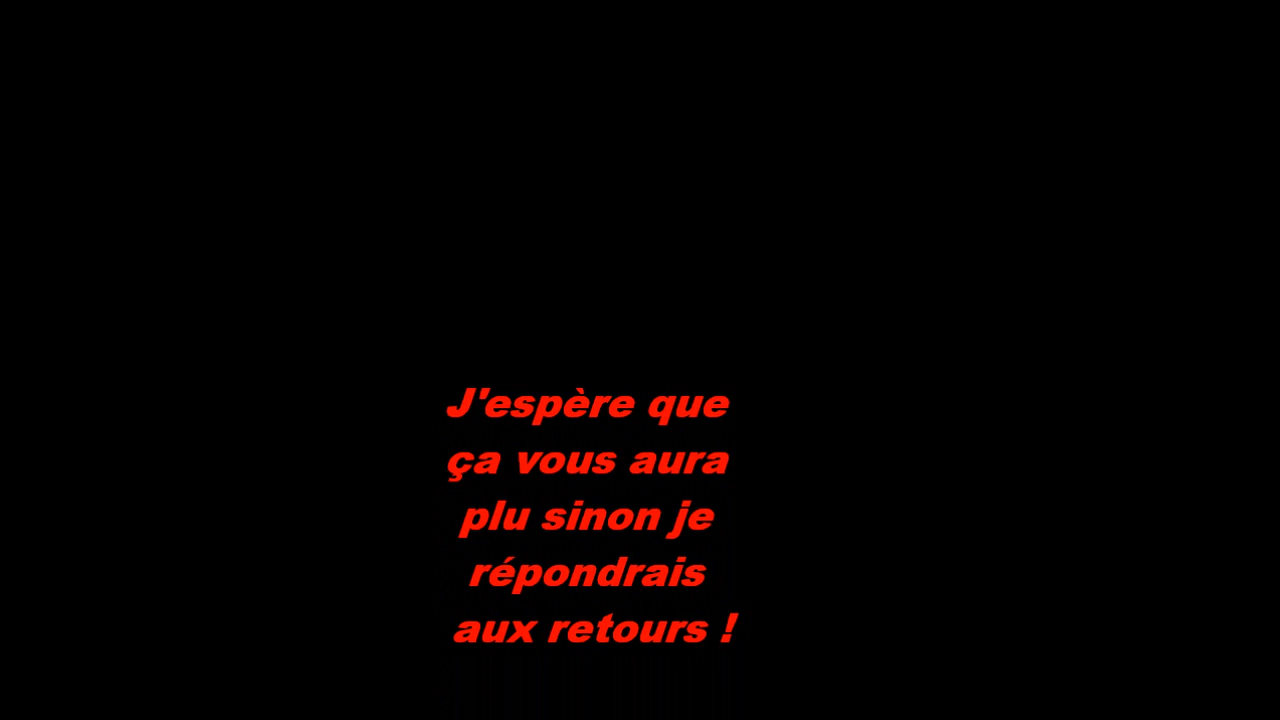 J'espère que
ça vous aura
plu sinon je
répondrais
aux retours !